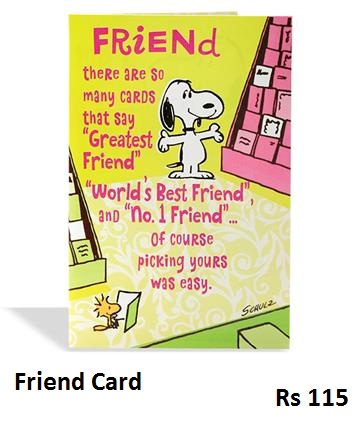 FRiENd
there are so
many CARDS
that say
"Greatest
Friend",
"World's Best Friend",
and "No. 1 Friend"...
Of course
picking yours
was easy.
SCHULZ
Friend Card
Rs 115